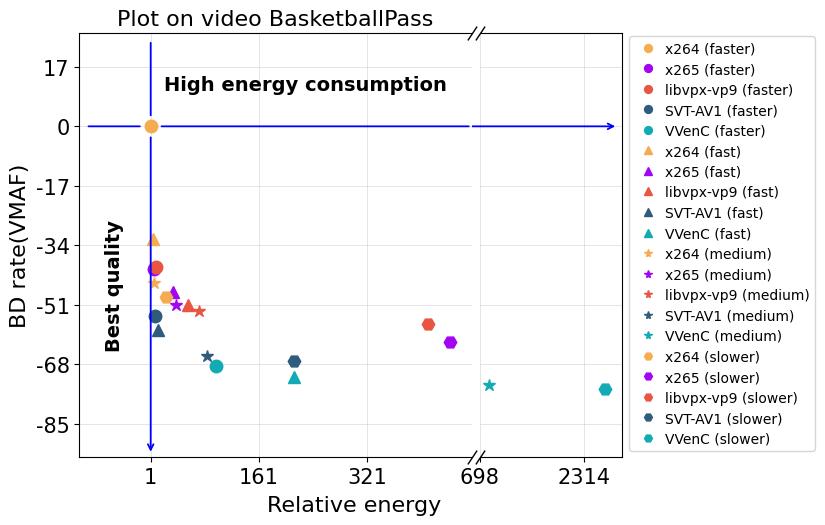 Plot on video BasketballPass
High energy consumption
Best quality
BD rate(VMAF)
17
0
-17
-34
-51
-68
-85
1
161
321
698
2314
Relative energy
x264 (faster)
x265 (faster)
libvpx-vp9 (faster)
SVT-AV1 (faster)
VVenC (faster)
x264 (fast)
x265 (fast)
libvpx-vp9 (fast)
SVT-AV1 (fast)
VVenC (fast)
x264 (medium)
x265 (medium)
libvpx-vp9 (medium)
SVT-AV1 (medium)
VVenC (medium)
x264 (slower)
x265 (slower)
libvpx-vp9 (slower)
SVT-AV1 (slower)
VVenC (slower)